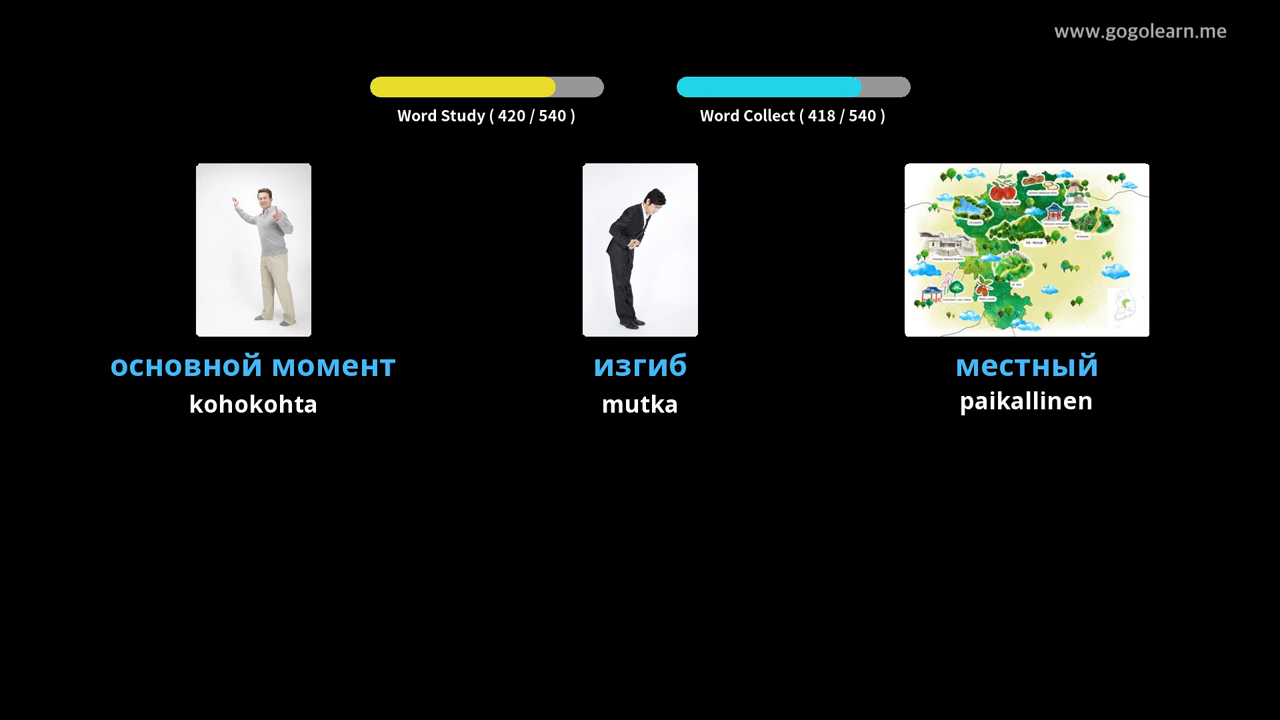 www.gogolearn.me
Word Study ( 420 / 540 )
Word Collect ( 418 / 540 )
основной момент
kohokohta
изгиб
mutka
местный
paikallinen